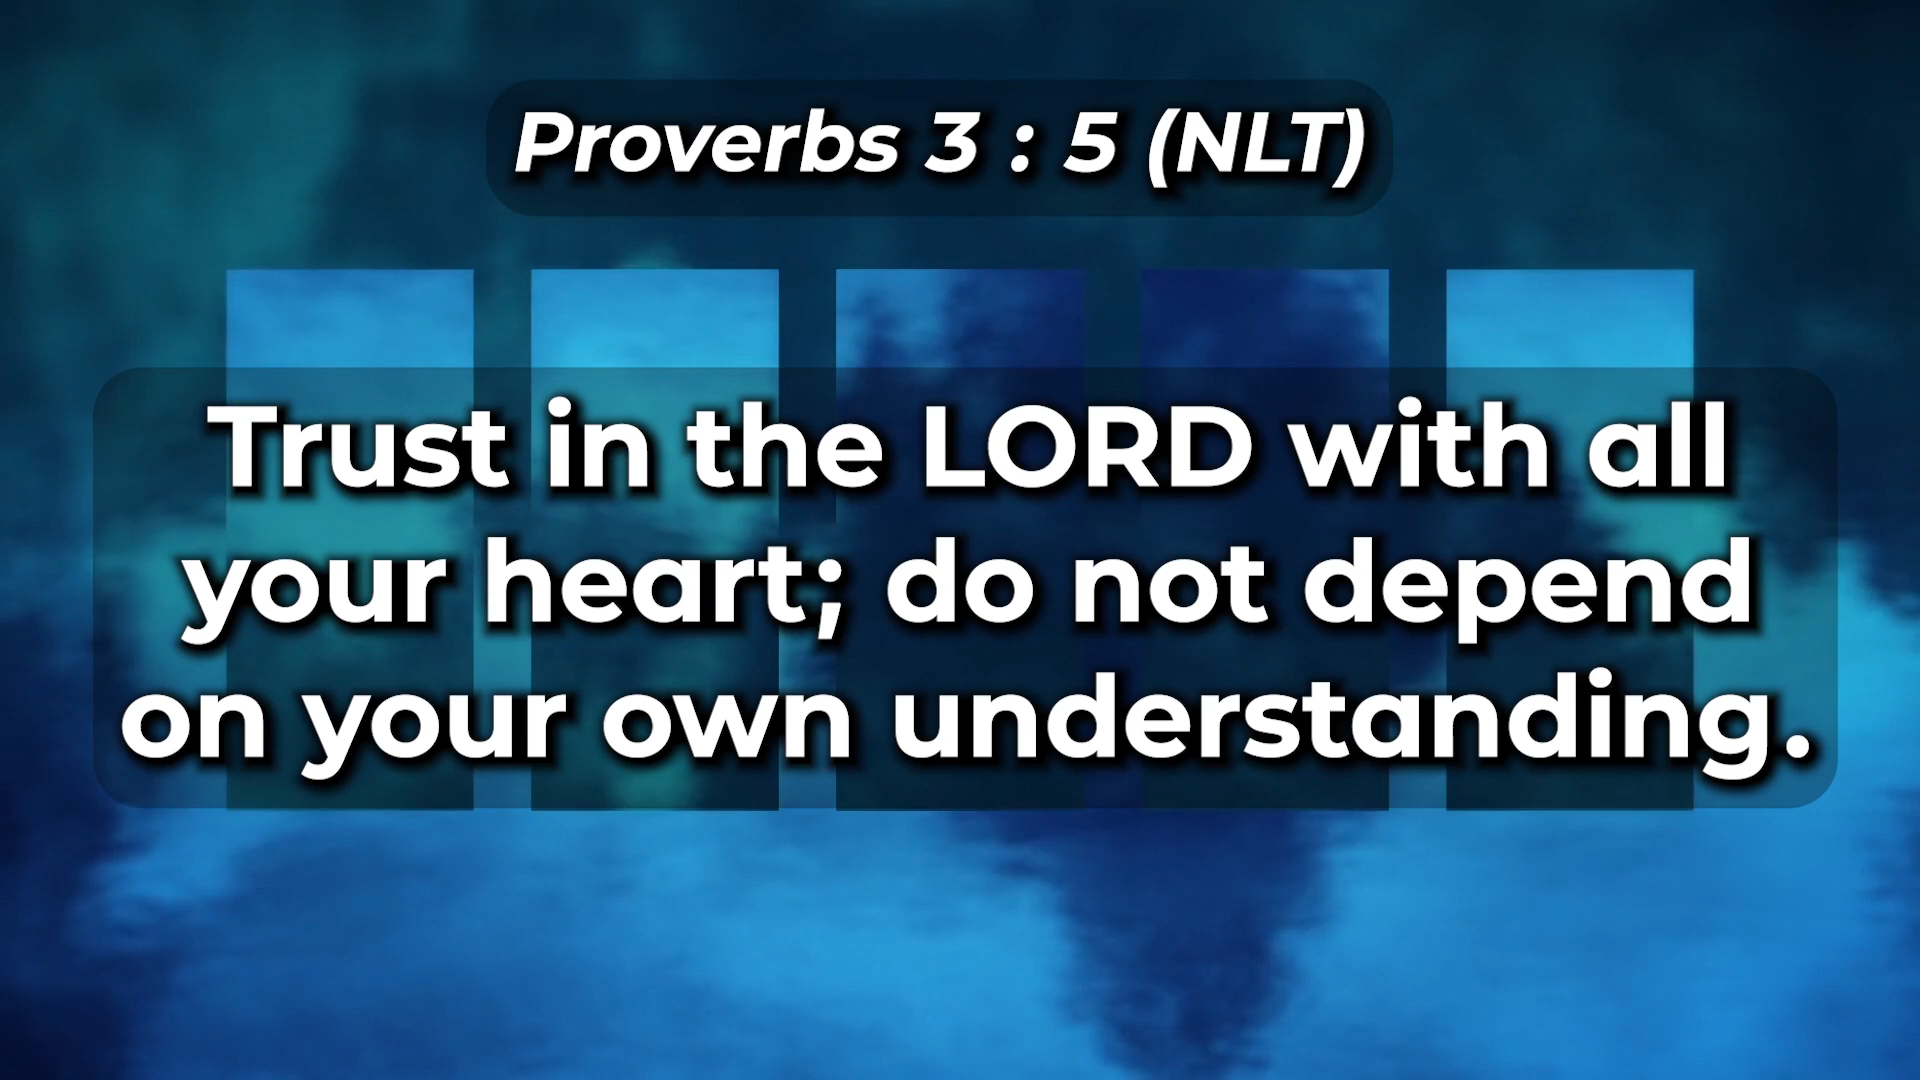 Proverbs 3 : 5 (NLT)
Trust in the LORD with all
your heart; do not depend
on your own understanding.